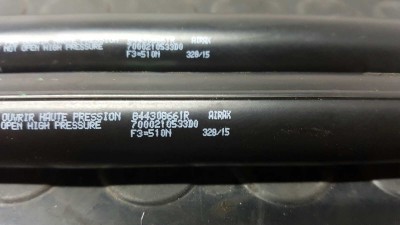 NOT OPEN HIGH PRESSURE 700021053300 AIRAX
F3=510N 328/15
OUVRIR HAUTE PRESSION 844308661R AIRAX
OPEN HIGH PRESSURE 700021053300
F3=510N 328/15